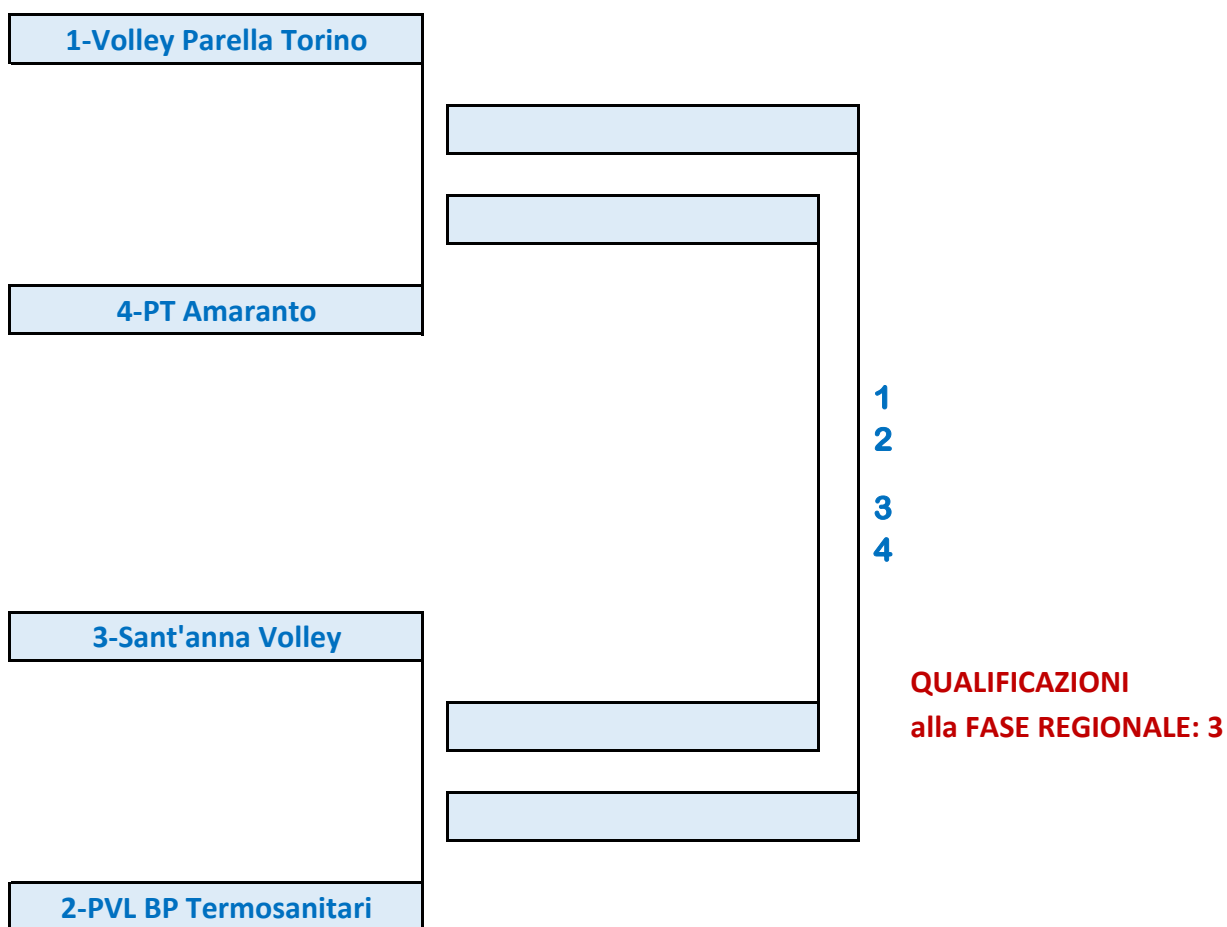 1-Volley Parella Torino
4-PT Amaranto
1
2
3
4
3-Sant'anna Volley
QUALIFICAZIONI
alla FASE REGIONALE: 3
2-PVL BP Termosanitari